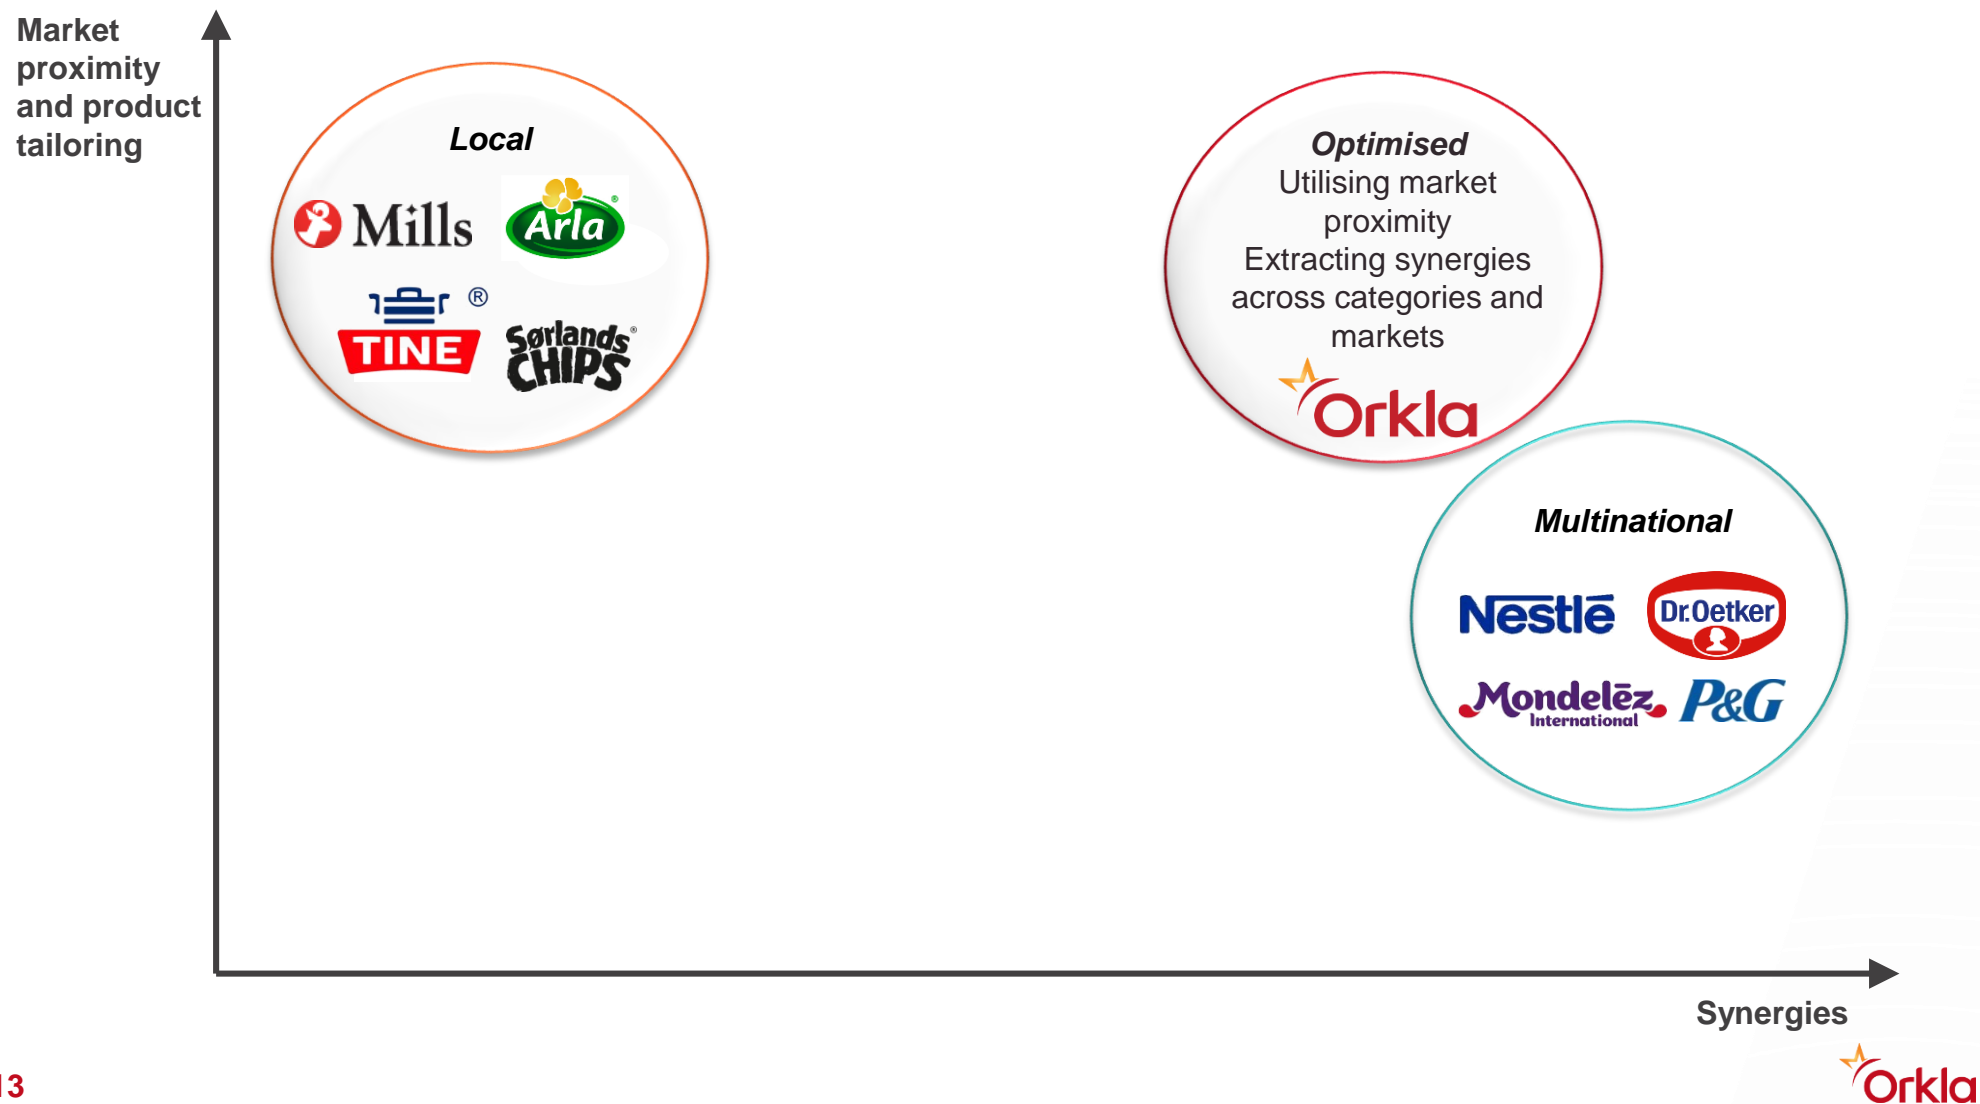 Market
proximity
and product
tailoring
Local
Mills
Arla®
TINE ®
Sørlands®
CHIPS
Optimised
Utilising market
proximity
Extracting synergies
across categories and
markets
Orkla
Multinational
Nestlé
Dr.Oetker
Mondelēz
International
P&G
Synergies
13
Orkla